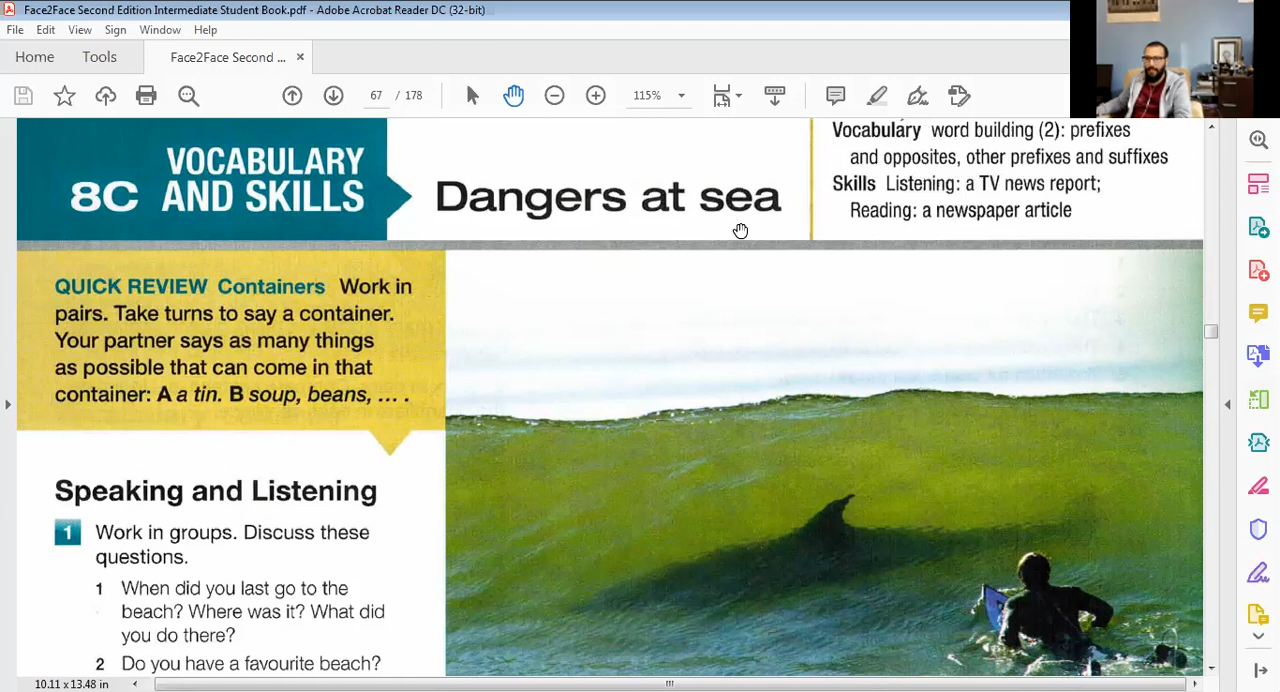 Face2Face Second Edition Intermediate Student Book.pdf - Adobe Acrobat Reader DC (32-bit)
File Edit View Sign Window Help
Home Tools Face2Face Second ... ×
67 / 178 115%
8C VOCABULARY
AND SKILLS
Dangers at sea
Vocabulary word building (2): prefixes
and opposites, other prefixes and suffixes
Skills Listening: a TV news report;
Reading: a newspaper article
QUICK REVIEW Containers Work in
pairs. Take turns to say a container.
Your partner says as many things
as possible that can come in that
container: A a tin. B soup, beans, ... .
Speaking and Listening
1 Work in groups. Discuss these
questions.
1 When did you last go to the
beach? Where was it? What did
you do there?
2 Do you have a favourite beach?
10.11 x 13.48 in